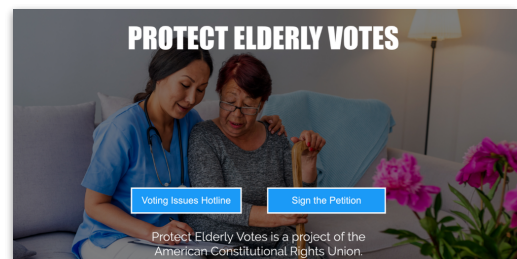 PROTECT ELDERLY VOTES
Voting Issues Hotline
Sign the Petition
Protect Elderly Votes is a project of the
American Constitutional Rights Union.